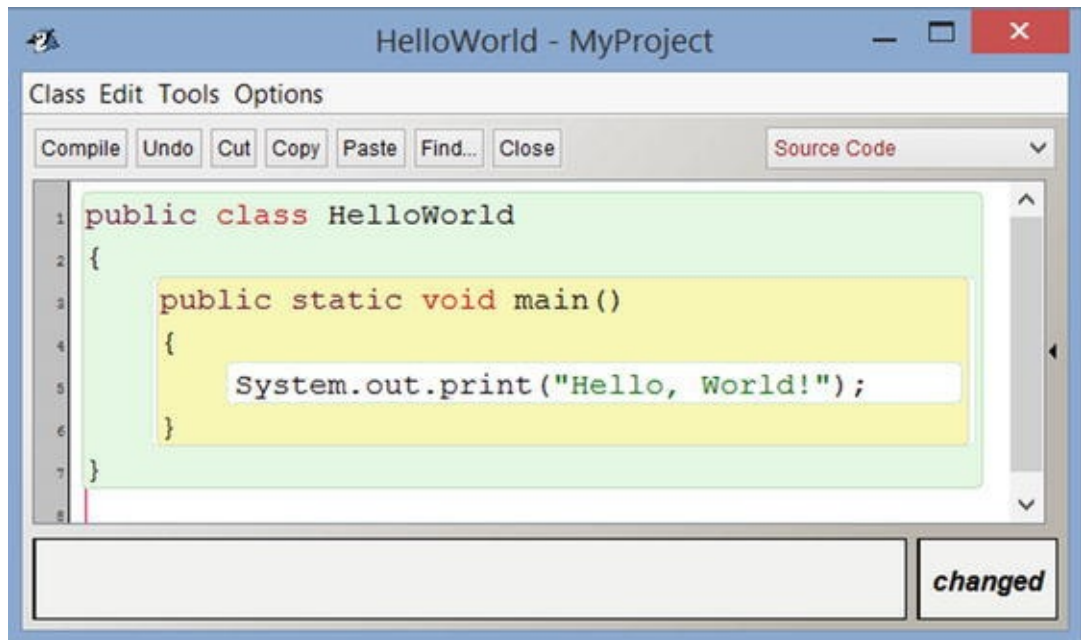 HelloWorld - MyProject
Class Edit Tools Options
Compile Undo Cut Copy Paste Find... Close Source Code
1 public class HelloWorld
2 {
3 public static void main()
4 {
5 System.out.print("Hello, World!");
6 }
7 }
8
changed